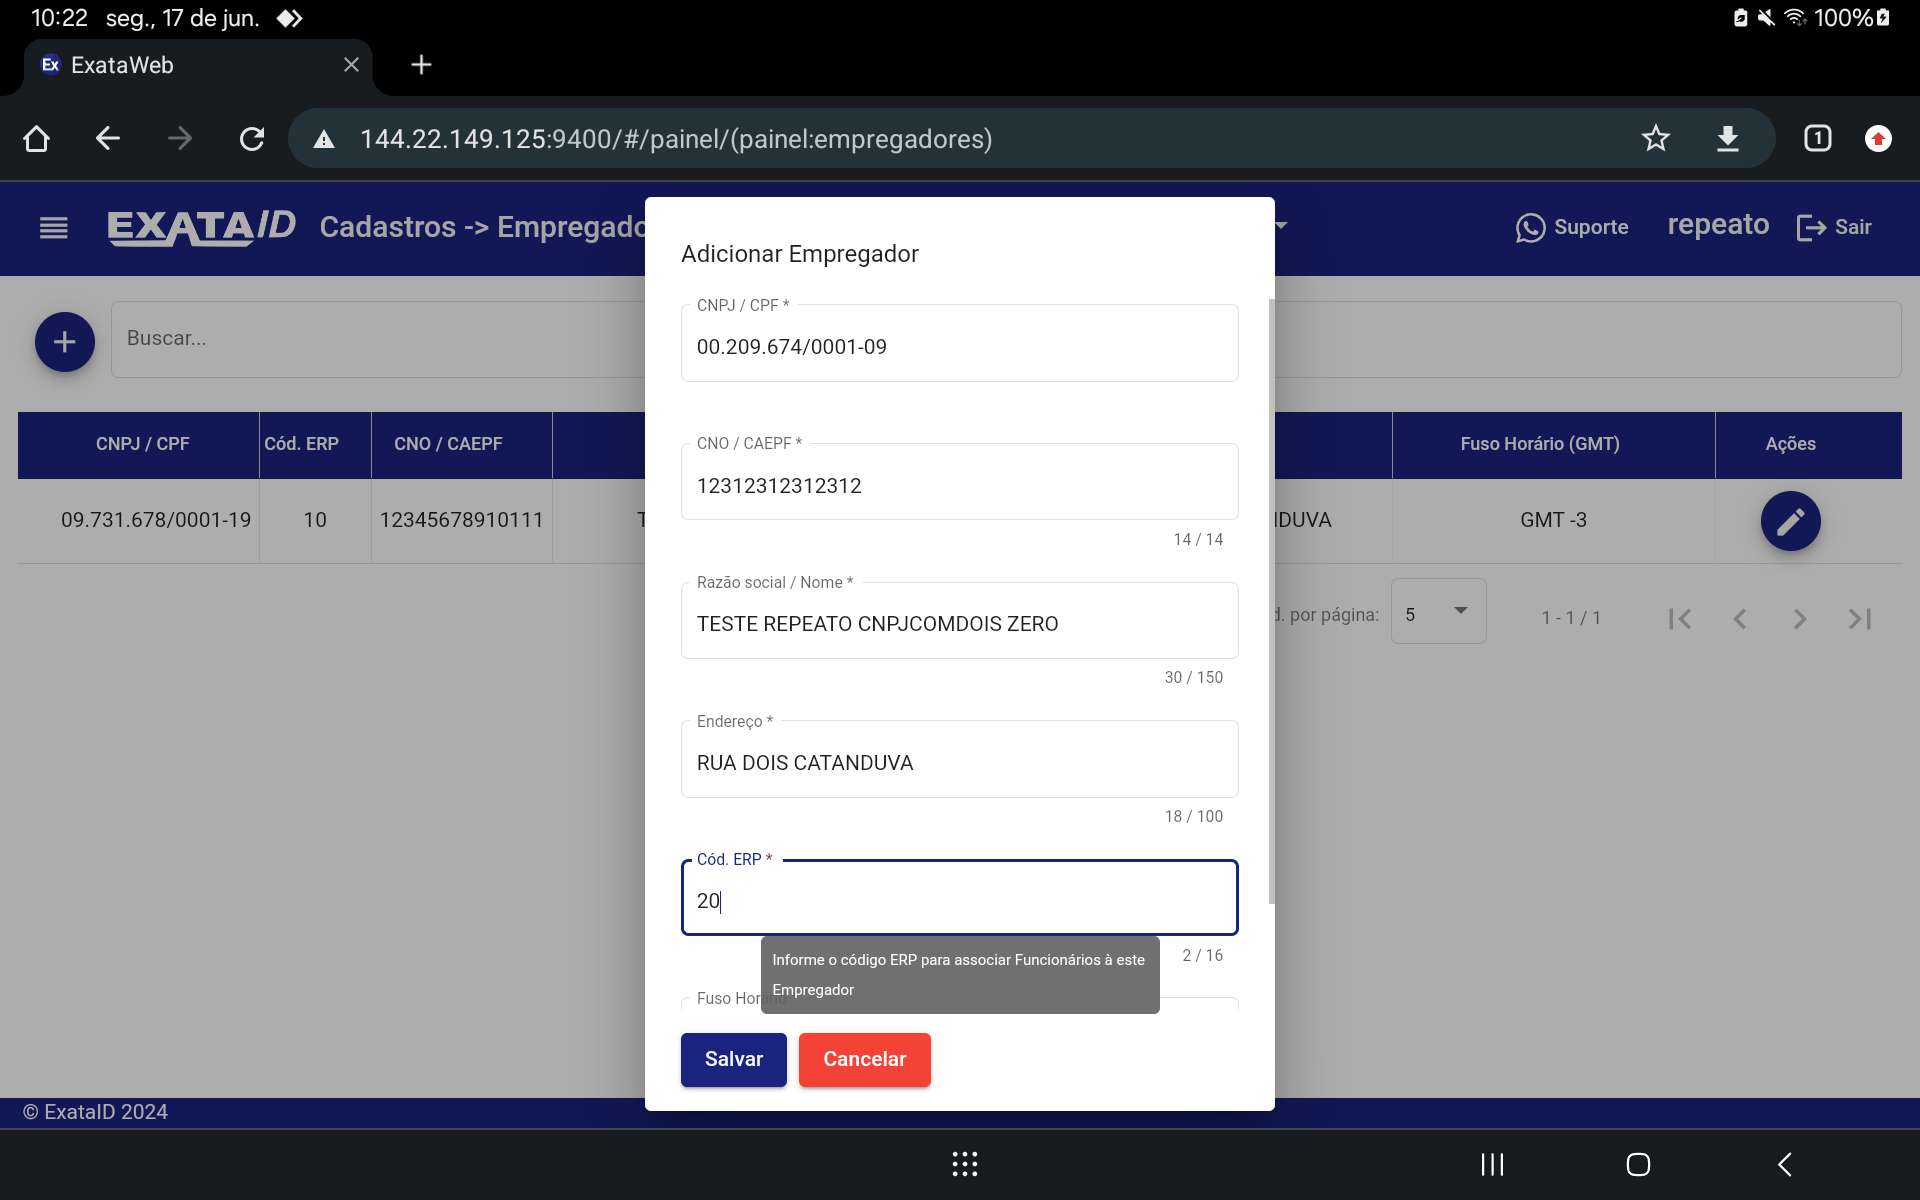 10:22 seg., 17 de jun. 100%
Ex ExataWeb
144.22.149.125:9400/#/painel/(painel:empregadores) 1
EXATAID Cadastros -> Empregado Suporte repeato Sair
Adicionar Empregador
CNPJ / CPF *
00.209.674/0001-09
Buscar...
CNPJ / CPF Cód. ERP CNO / CAEPF Fuso Horário (GMT) Ações
CNO / CAEPF *
12312312312312
14 / 14
09.731.678/0001-19 10 12345678910111 T NDUVA GMT -3
Razão social / Nome *
TESTE REPEATO CNPJCOMDOIS ZERO
30 / 150
d. por página: 5 1 - 1 / 1
Endereço *
RUA DOIS CATANDUVA
18 / 100
Cód. ERP *
20
2 / 16
Informe o código ERP para associar Funcionários à este
Empregador
Fuso Horário
Salvar Cancelar
© ExataID 2024